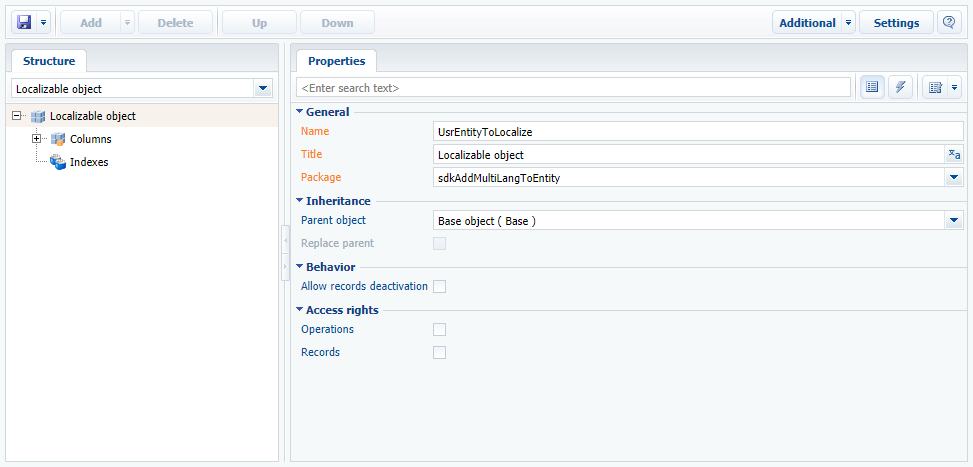 Add Delete Up Down Additional Settings
Structure
Localizable object
Localizable object
Columns
Indexes
Properties
<Enter search text>
General
Name UsrEntityToLocalize
Title Localizable object
Package sdkAddMultiLangToEntity
Inheritance
Parent object Base object ( Base )
Replace parent
Behavior
Allow records deactivation
Access rights
Operations
Records